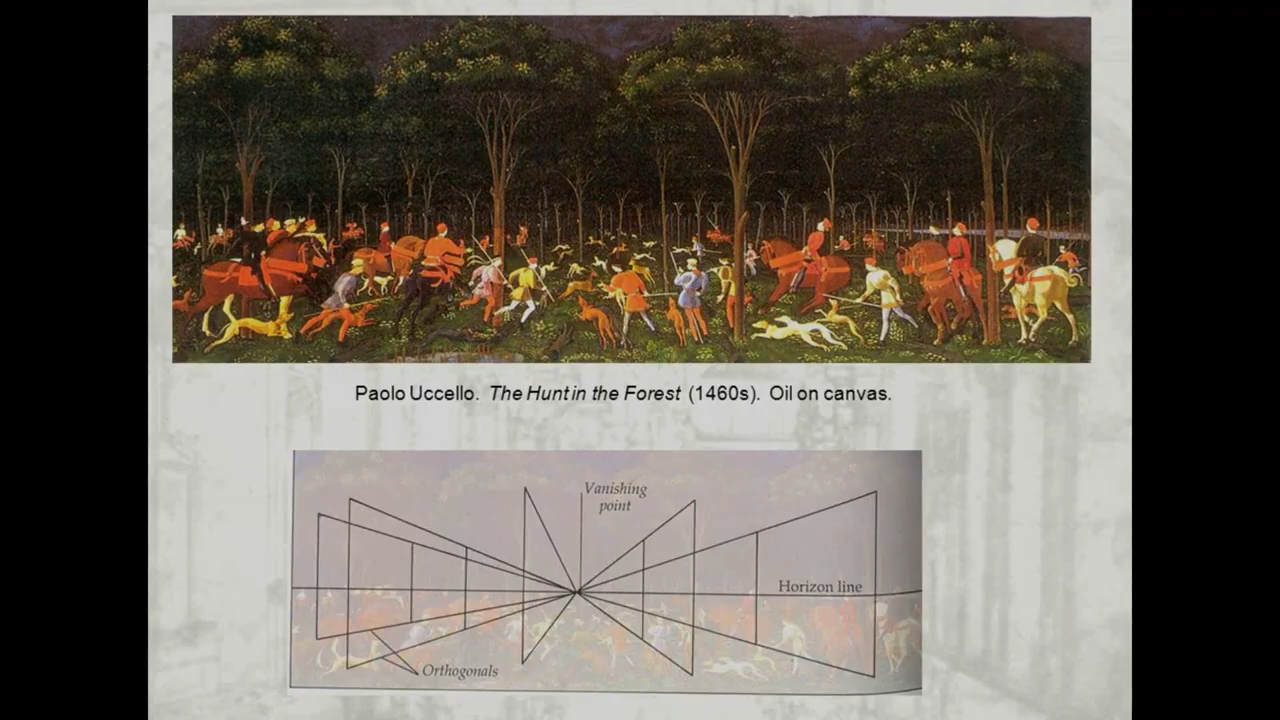 Paolo Uccello. The Hunt in the Forest (1460s). Oil on canvas.
Vanishing
point
Horizon line
Orthogonals